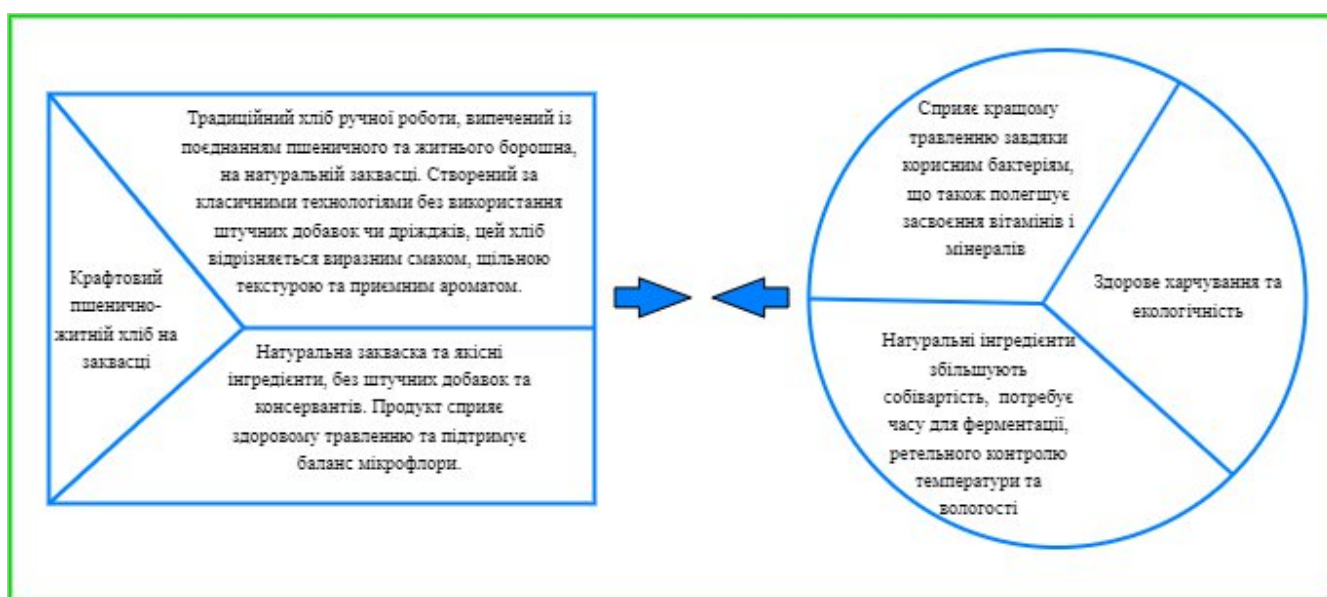 Традиційний хліб ручної роботи, випечений із
поєднанням пшеничного та житнього борошна,
на натуральній заквасці. Створений за
класичними технологіями без використання
штучних добавок чи дріжджів, цей хліб
відрізняється виразним смаком, щільною
текстурою та приємним ароматом.
Крафтовий
пшенично-
житній хліб на
заквасці
Натуральна закваска та якісні
інгредієнти, без штучних добавок та
консервантів. Продукт сприяє
здоровому травленню та підтримує
баланс мікрофлори.
Сприяє кращому
травленню завдяки
корисним бактеріям,
що також полегшує
засвоєння вітамінів і
мінералів
Здорове харчування та
екологічність
Натуральні інгредієнти
збільшують
собівартість, потребує
часу для ферментації,
ретельного контролю
температури та
вологості